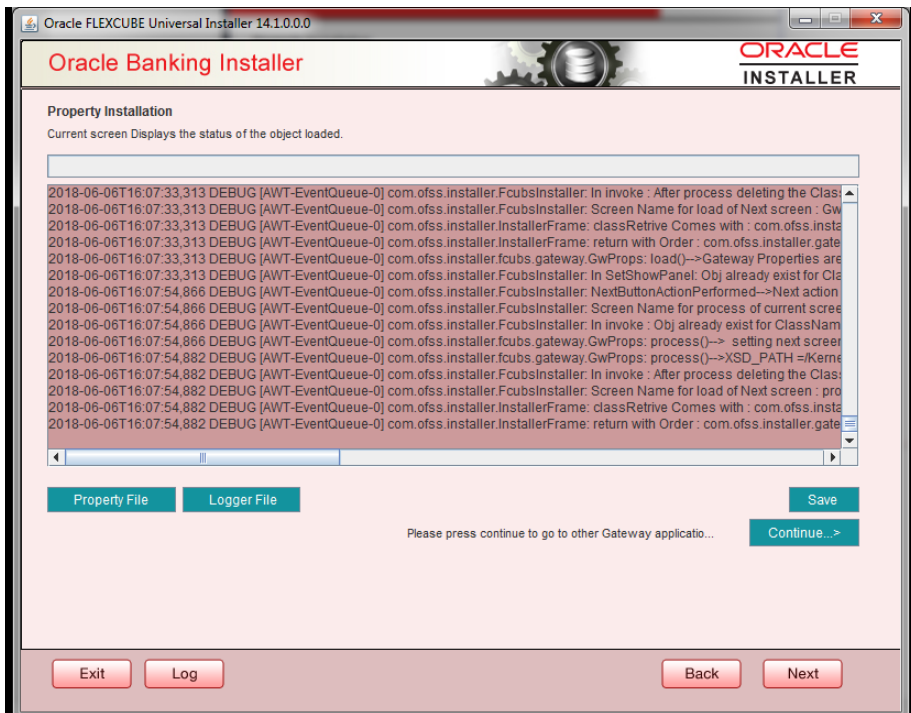 Oracle FLEXCUBE Universal Installer 14.1.0.0.0
Oracle Banking Installer
ORACLE
INSTALLER
Property Installation
Current screen Displays the status of the object loaded.
2018-06-06T16:07:33,313 DEBUG [AWT-EventQueue-0] com.ofss.installer.FcubsInstaller: In invoke : After process deleting the Clas
2018-06-06T16:07:33,313 DEBUG [AWT-EventQueue-0] com.ofss.installer.FcubsInstaller: Screen Name for load of Next screen : Gw
2018-06-06T16:07:33,313 DEBUG [AWT-EventQueue-0] com.ofss.installer.InstallerFrame: classRetrive Comes with : com.ofss.insta
2018-06-06T16:07:33,313 DEBUG [AWT-EventQueue-0] com.ofss.installer.InstallerFrame: return with Order : com.ofss.installer.gate
2018-06-06T16:07:33,313 DEBUG [AWT-EventQueue-0] com.ofss.installer.fcubs.gateway.GwProps: load()-->Gateway Properties are
2018-06-06T16:07:33,313 DEBUG [AWT-EventQueue-0] com.ofss.installer.FcubsInstaller: In SetShowPanel: Obj already exist for Cla
2018-06-06T16:07:54,866 DEBUG [AWT-EventQueue-0] com.ofss.installer.FcubsInstaller: NextButtonActionPerformed-->Next action
2018-06-06T16:07:54,866 DEBUG [AWT-EventQueue-0] com.ofss.installer.FcubsInstaller: Screen Name for process of current scree
2018-06-06T16:07:54,866 DEBUG [AWT-EventQueue-0] com.ofss.installer.FcubsInstaller: In invoke : Obj already exist for ClassNam
2018-06-06T16:07:54,866 DEBUG [AWT-EventQueue-0] com.ofss.installer.fcubs.gateway.GwProps: process()--> setting next screen
2018-06-06T16:07:54,882 DEBUG [AWT-EventQueue-0] com.ofss.installer.fcubs.gateway.GwProps: process()-->XSD_PATH =/Kerne
2018-06-06T16:07:54,882 DEBUG [AWT-EventQueue-0] com.ofss.installer.FcubsInstaller: In invoke : After process deleting the Clas
2018-06-06T16:07:54,882 DEBUG [AWT-EventQueue-0] com.ofss.installer.FcubsInstaller: Screen Name for load of Next screen : pro
2018-06-06T16:07:54,882 DEBUG [AWT-EventQueue-0] com.ofss.installer.InstallerFrame: classRetrive Comes with : com.ofss.insta
2018-06-06T16:07:54,882 DEBUG [AWT-EventQueue-0] com.ofss.installer.InstallerFrame: return with Order : com.ofss.installer.gate
Property File
Logger File
Save
Please press continue to go to other Gateway applicatio...
Continue...>
Exit
Log
Back
Next